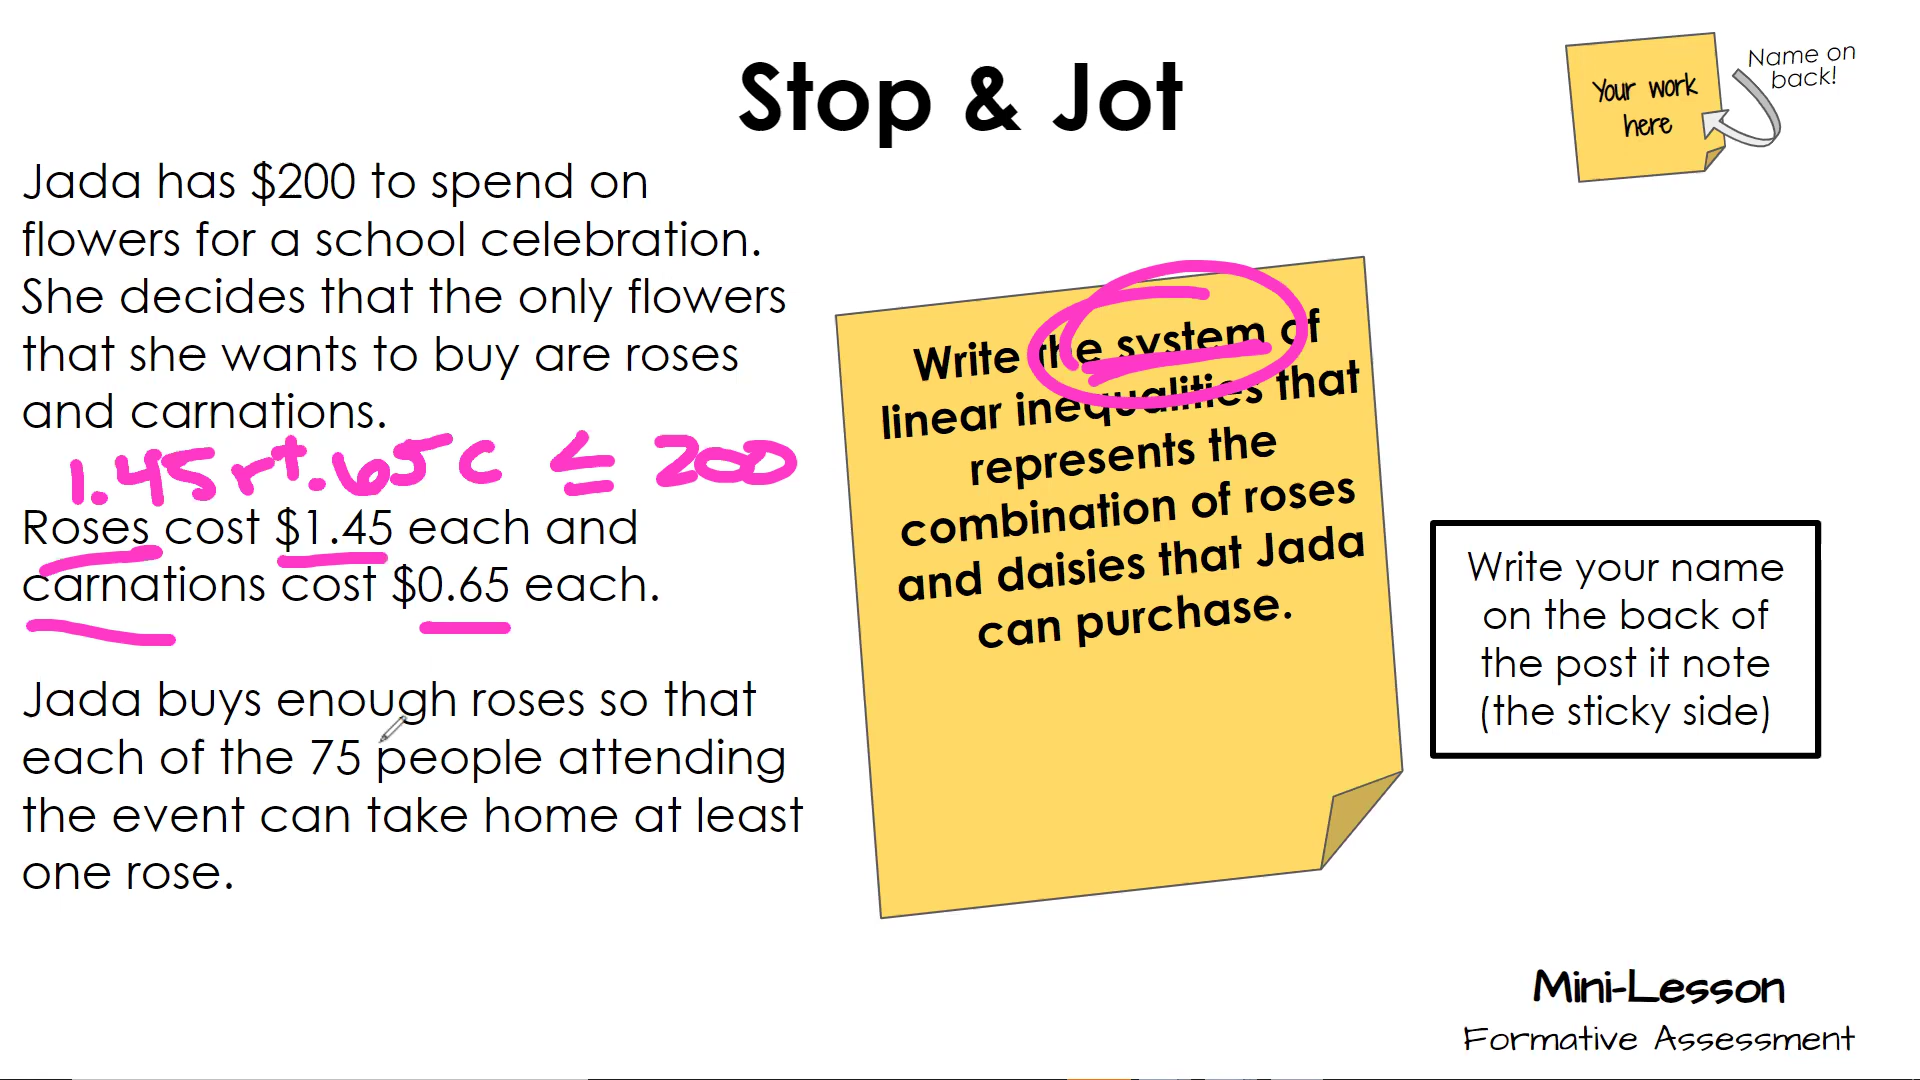 Stop & Jot
Your work
here
Name on
back!
Jada has $200 to spend on
flowers for a school celebration.
She decides that the only flowers
that she wants to buy are roses
and carnations.
1.45r+.65c ≤ 200
Roses cost $1.45 each and
carnations cost $0.65 each.
Jada buys enough roses so that
each of the 75 people attending
the event can take home at least
one rose.
Write the system of
linear inequalities that
represents the
combination of roses
and daisies that Jada
can purchase.
Write your name
on the back of
the post it note
(the sticky side)
Mini-Lesson
Formative Assessment